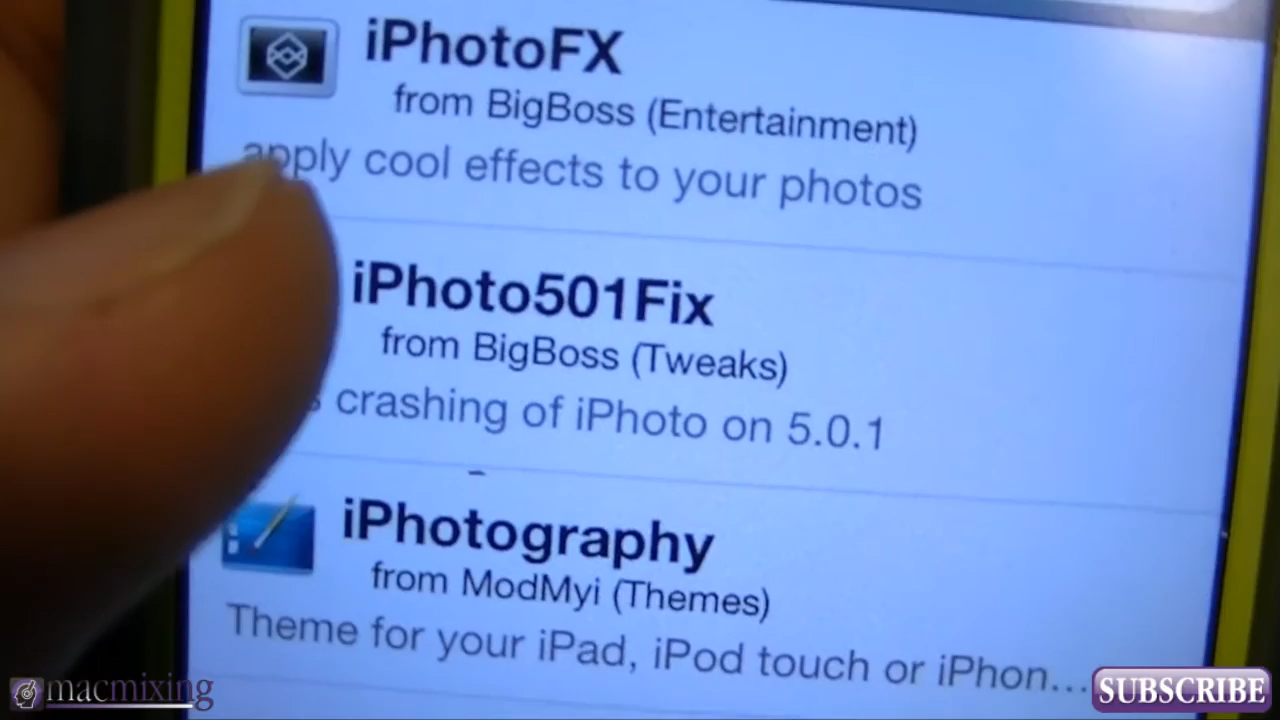 iPhotoFX
from BigBoss (Entertainment)
apply cool effects to your photos
iPhoto501Fix
from BigBoss (Tweaks)
crashing of iPhoto on 5.0.1
iPhotography
from ModMyi (Themes)
Theme for your iPad, iPod touch or iPhon...
macmixing
SUBSCRIBE